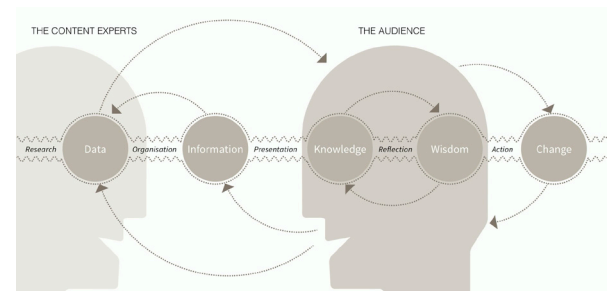 THE CONTENT EXPERTS
THE AUDIENCE
Research
Data
Organisation
Information
Presentation
Knowledge
Reflection
Wisdom
Action
Change